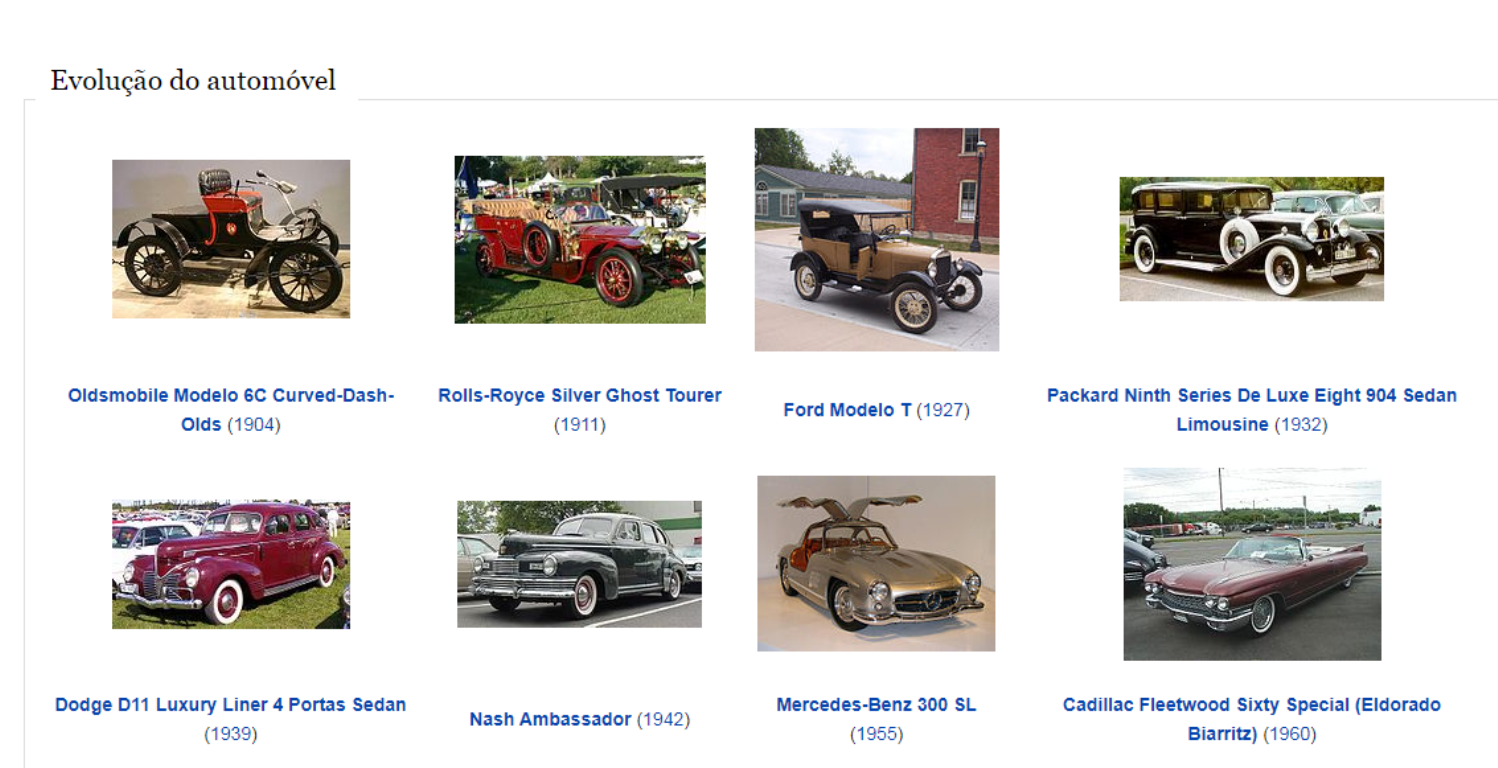 Evolução do automóvel
Oldsmobile Modelo 6C Curved-Dash-
Olds (1904)
Rolls-Royce Silver Ghost Tourer
(1911)
Ford Modelo T (1927)
Packard Ninth Series De Luxe Eight 904 Sedan
Limousine (1932)
Dodge D11 Luxury Liner 4 Portas Sedan
(1939)
Nash Ambassador (1942)
Mercedes-Benz 300 SL
(1955)
Cadillac Fleetwood Sixty Special (Eldorado
Biarritz) (1960)